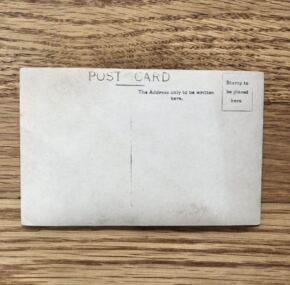 POST CARD
The Address only to be written
here.
Stamp to
be placed
here